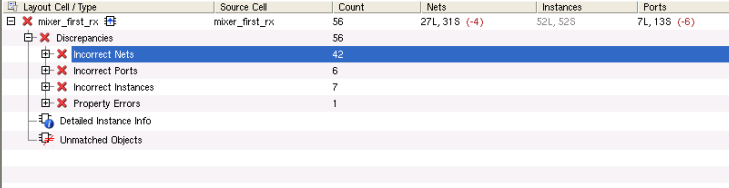 Layout Cell / Type Source Cell Count Nets Instances Ports
mixer_first_rx mixer_first_rx 56 27L, 31S (-4) 52L, 52S 7L, 13S (-6)
Discrepancies 56
Incorrect Nets 42
Incorrect Ports 6
Incorrect Instances 7
Property Errors 1
Detailed Instance Info
Unmatched Objects